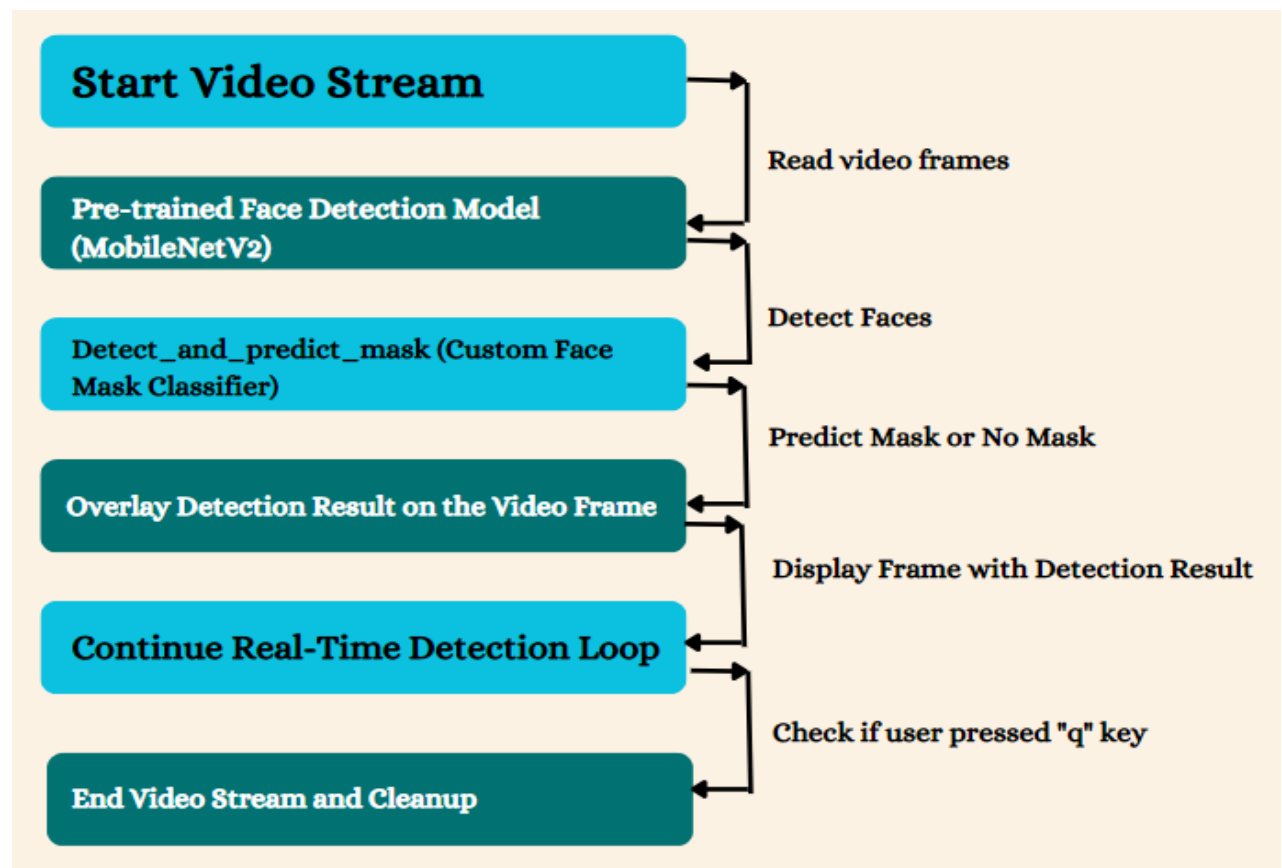 Start Video Stream
Read video frames
Pre-trained Face Detection Model
(MobileNetV2)
Detect Faces
Detect_and_predict_mask (Custom Face
Mask Classifier)
Predict Mask or No Mask
Overlay Detection Result on the Video Frame
Display Frame with Detection Result
Continue Real-Time Detection Loop
Check if user pressed "q" key
End Video Stream and Cleanup